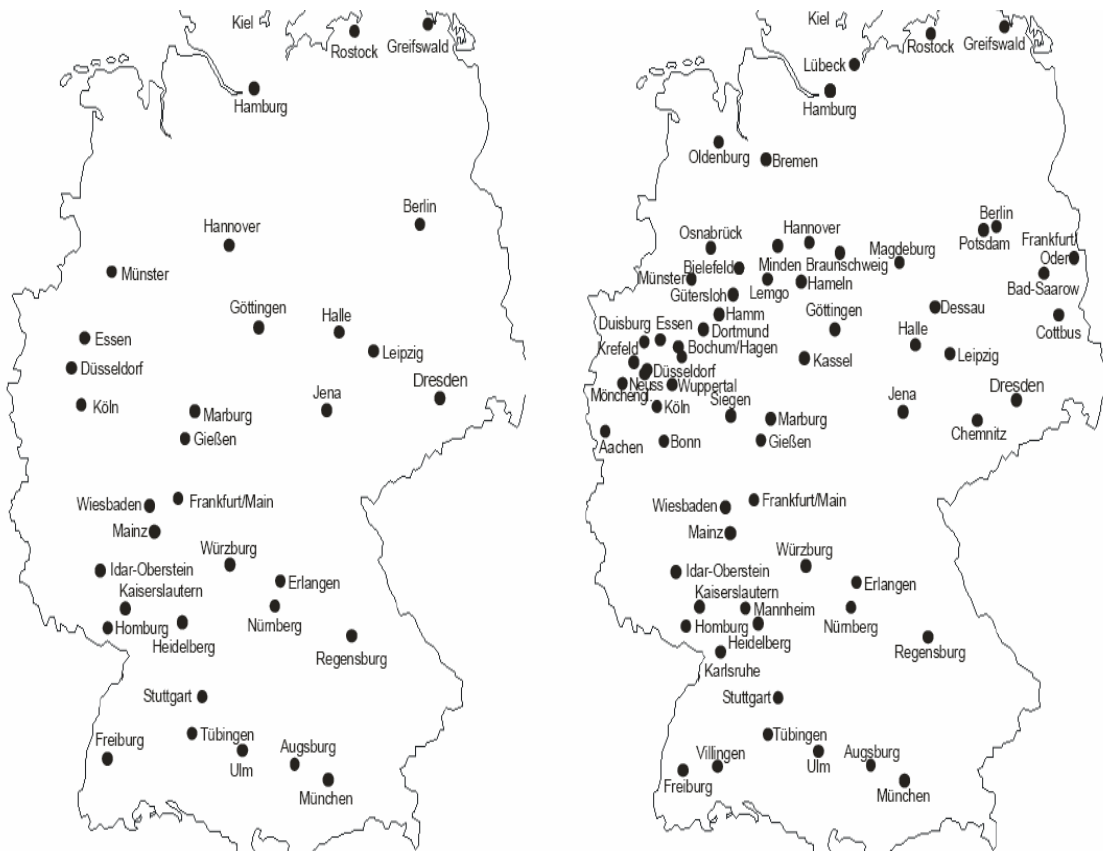 Kiel
Rostock
Greifswald
Hamburg
Berlin
Hannover
Münster
Göttingen
Halle
Essen
Leipzig
Düsseldorf
Dresden
Jena
Köln
Marburg
Gießen
Wiesbaden
Frankfurt/Main
Mainz
Würzburg
Idar-Oberstein
Erlangen
Kaiserslautern
Homburg
Nürnberg
Heidelberg
Regensburg
Stuttgart
Tübingen
Freiburg
Augsburg
Ulm
München
Kiel
Rostock
Greifswald
Lübeck
Hamburg
Oldenburg
Bremen
Berlin
Hannover
Osnabrück
Potsdam
Frankfurt/
Oder
Magdeburg
Bielefeld
Minden
Braunschweig
Münster
Lemgo
Hameln
Bad-Saarow
Gütersloh
Dessau
Hamm
Göttingen
Duisburg
Essen
Dortmund
Cottbus
Halle
Krefeld
Bochum/Hagen
Kassel
Leipzig
Düsseldorf
Neuss
Wuppertal
Möncheng.
Siegen
Dresden
Köln
Marburg
Jena
Chemnitz
Aachen
Bonn
Gießen
Wiesbaden
Frankfurt/Main
Mainz
Würzburg
Idar-Oberstein
Erlangen
Kaiserslautern
Mannheim
Homburg
Heidelberg
Nürnberg
Regensburg
Karlsruhe
Stuttgart
Tübingen
Villingen
Ulm
Augsburg
Freiburg
München